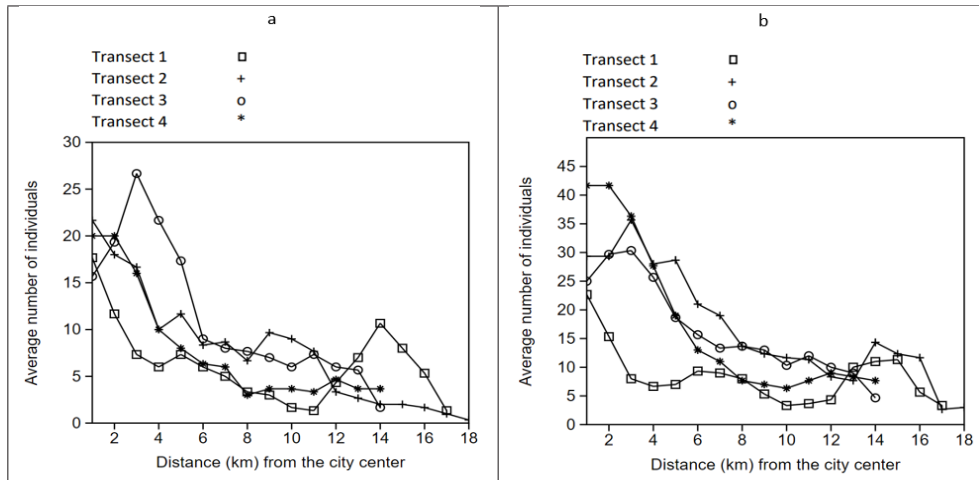 a
Transect 1
Transect 2
Transect 3
Transect 4
30
25
20
15
10
5
0
2 4 6 8 10 12 14 16 18
Average number of individuals
Distance (km) from the city center
b
Transect 1
Transect 2
Transect 3
Transect 4
45
40
35
30
25
20
15
10
5
0
2 4 6 8 10 12 14 16 18
Average number of individuals
Distance (km) from the city center